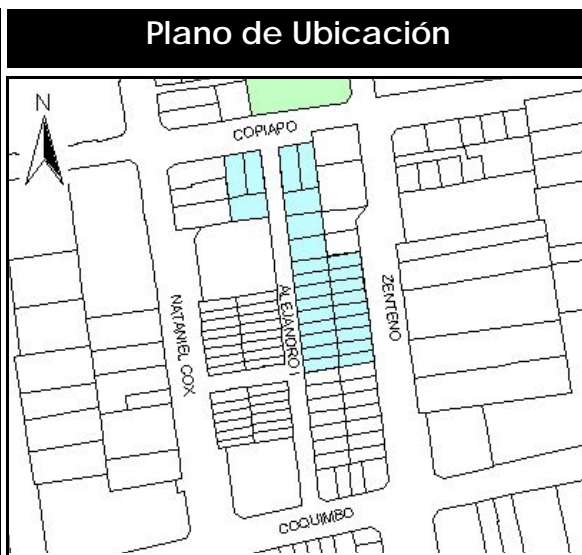 Plano de Ubicación
N
COPIAPO
NATANIEL COX
ALEJANDRO I
ZENTENO
COQUIMBO